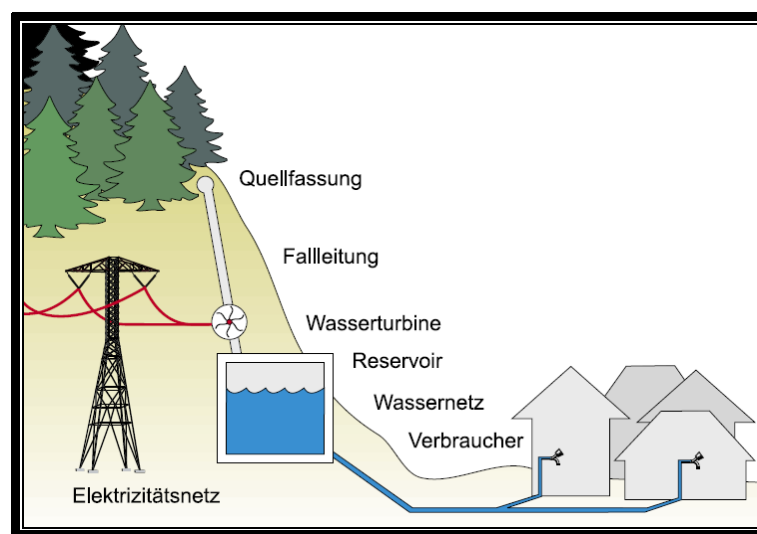 Quellfassung
Fallleitung
Wasserturbine
Reservoir
Wassernetz
Verbraucher
Elektrizitätsnetz